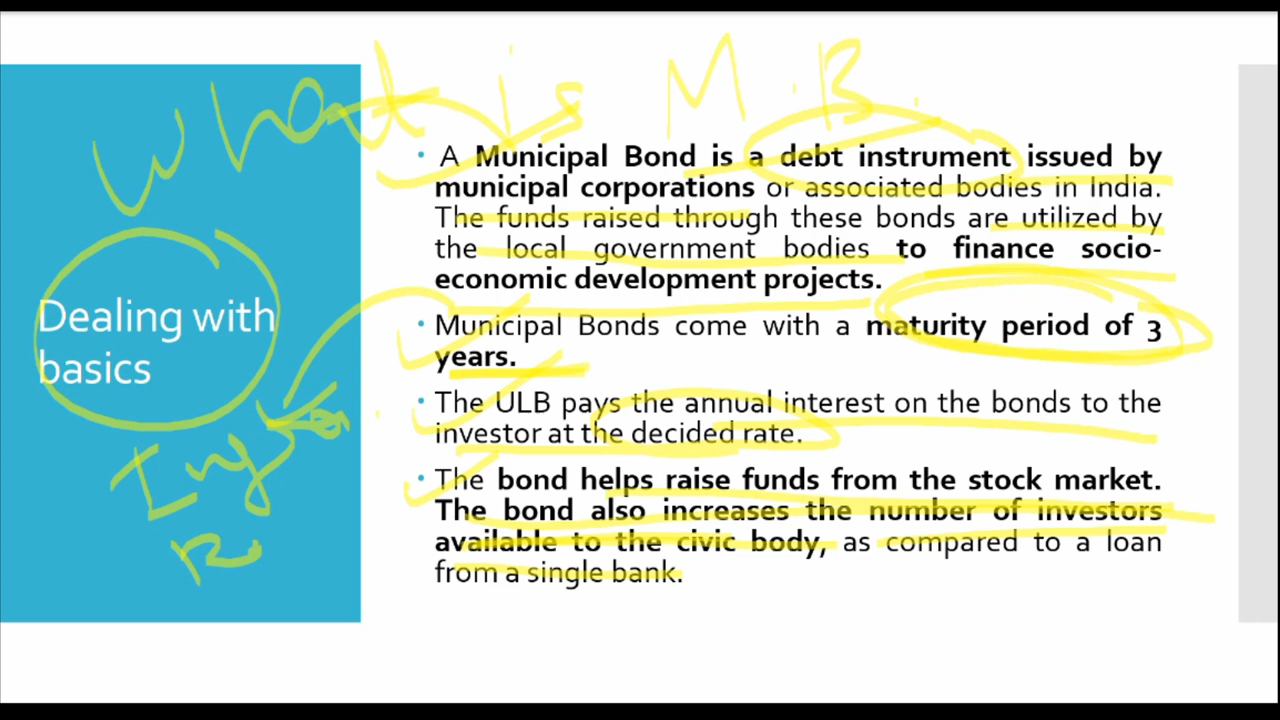 What is M.B.
Dealing with
basics
• A Municipal Bond is a debt instrument issued by
municipal corporations or associated bodies in India.
The funds raised through these bonds are utilized by
the local government bodies to finance socio-
economic development projects.
• Municipal Bonds come with a maturity period of 3
years.
• The ULB pays the annual interest on the bonds to the
investor at the decided rate.
• The bond helps raise funds from the stock market.
The bond also increases the number of investors
available to the civic body, as compared to a loan
from a single bank.